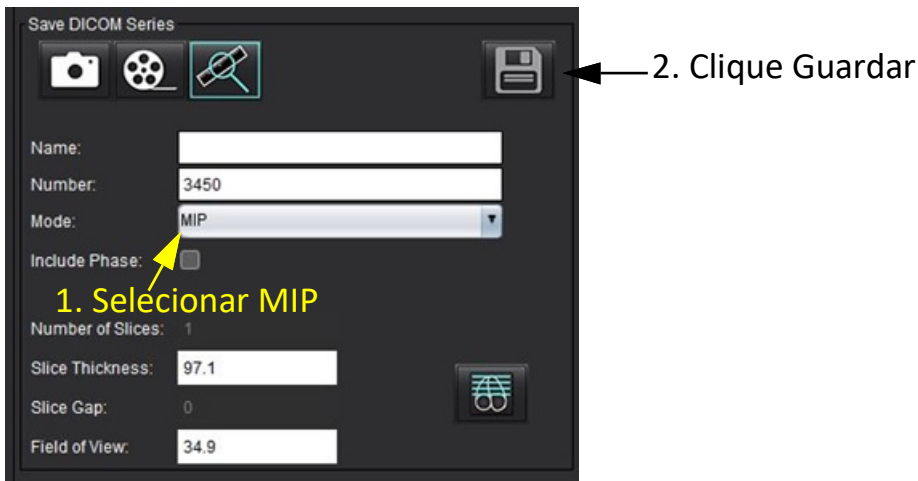 Save DICOM Series
2. Clique Guardar
Name:
Number: 3450
Mode: MIP
Include Phase:
1. Selecionar MIP
Number of Slices: 1
Slice Thickness: 97.1
Slice Gap: 0
Field of View: 34.9